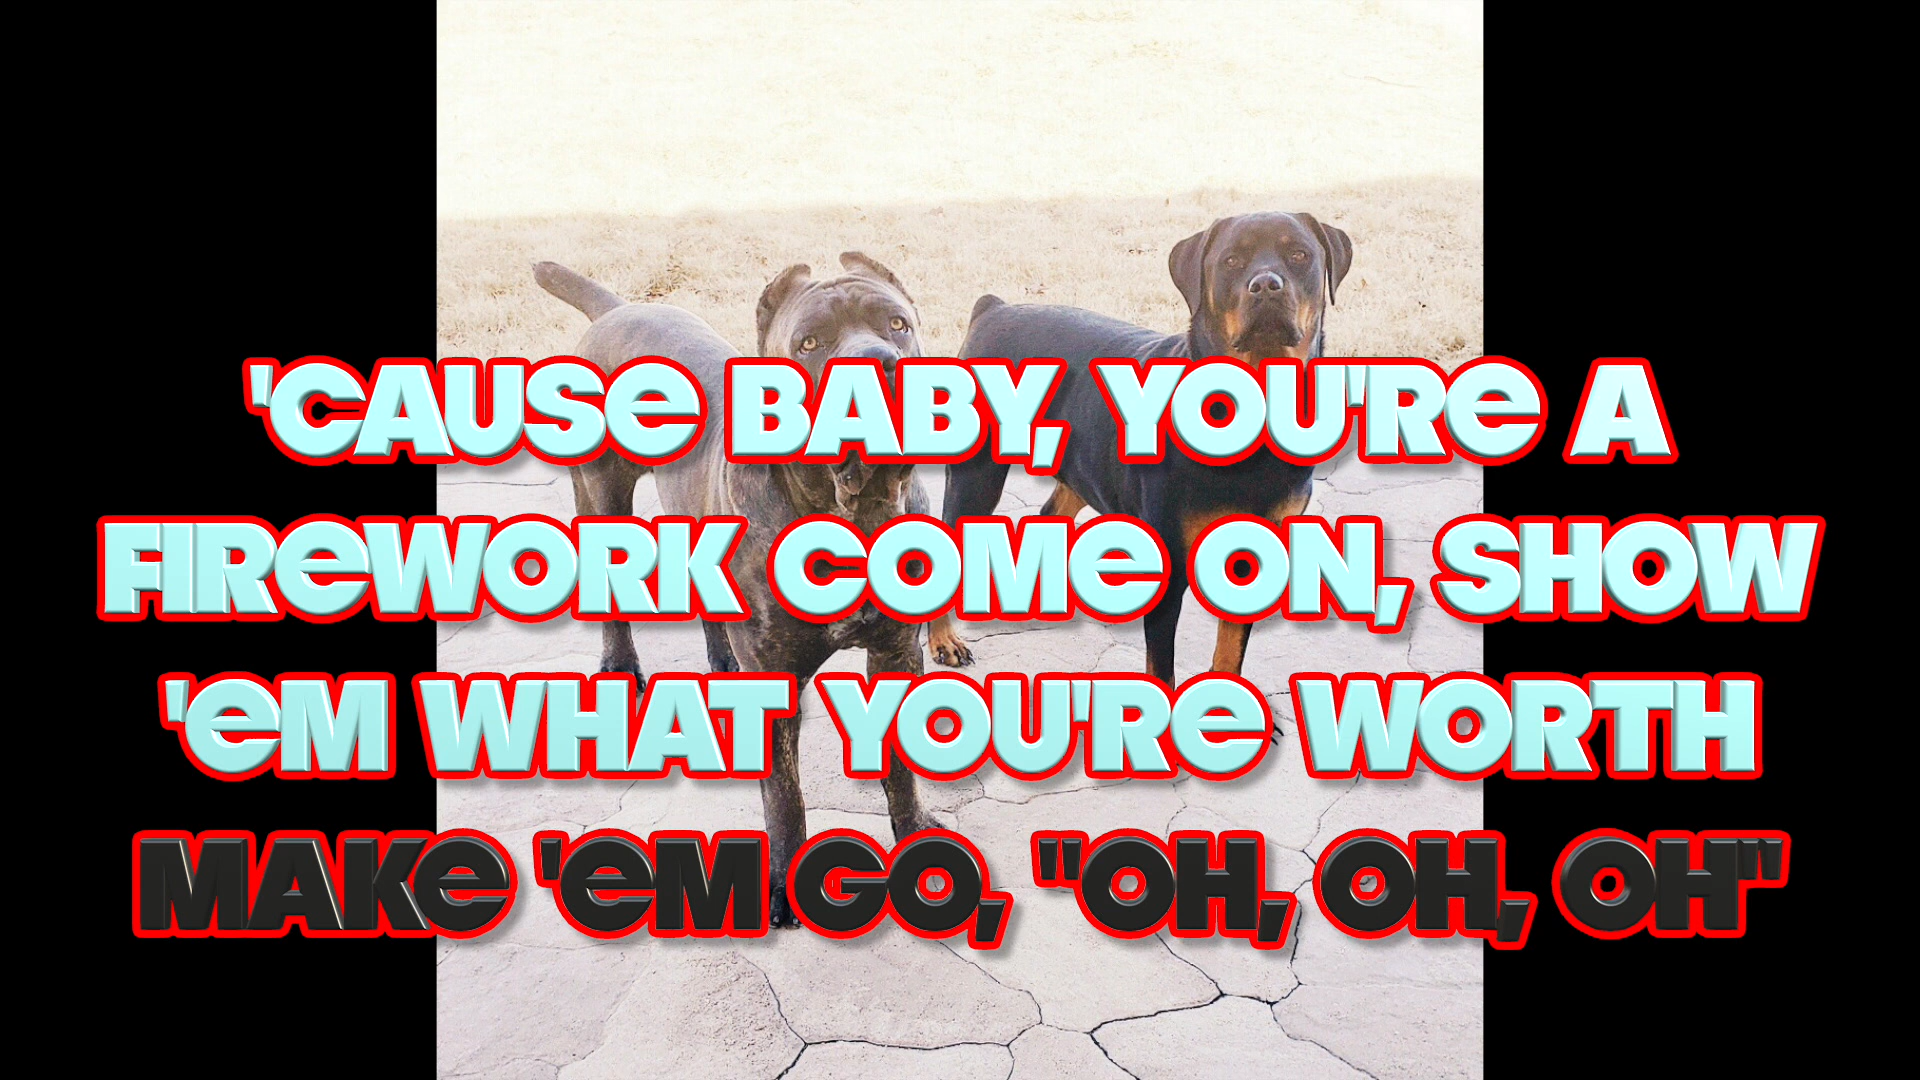 'CAUSE BABY, YOU'RE A
FIREWORK COME ON, SHOW
'EM WHAT YOU'RE WORTH
MAKE 'EM GO, "OH, OH, OH"